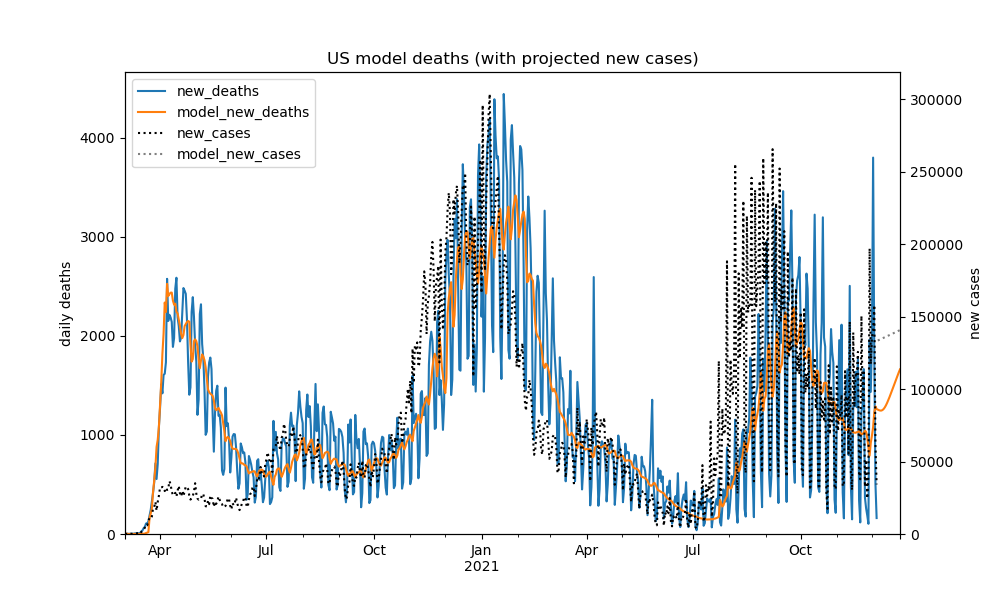 US model deaths (with projected new cases)
new_deaths
model_new_deaths
new_cases
model_new_cases
daily deaths
4000
3000
2000
1000
0
300000
250000
200000
150000
100000
50000
0
new cases
Apr
Jul
Oct
Jan
2021
Apr
Jul
Oct